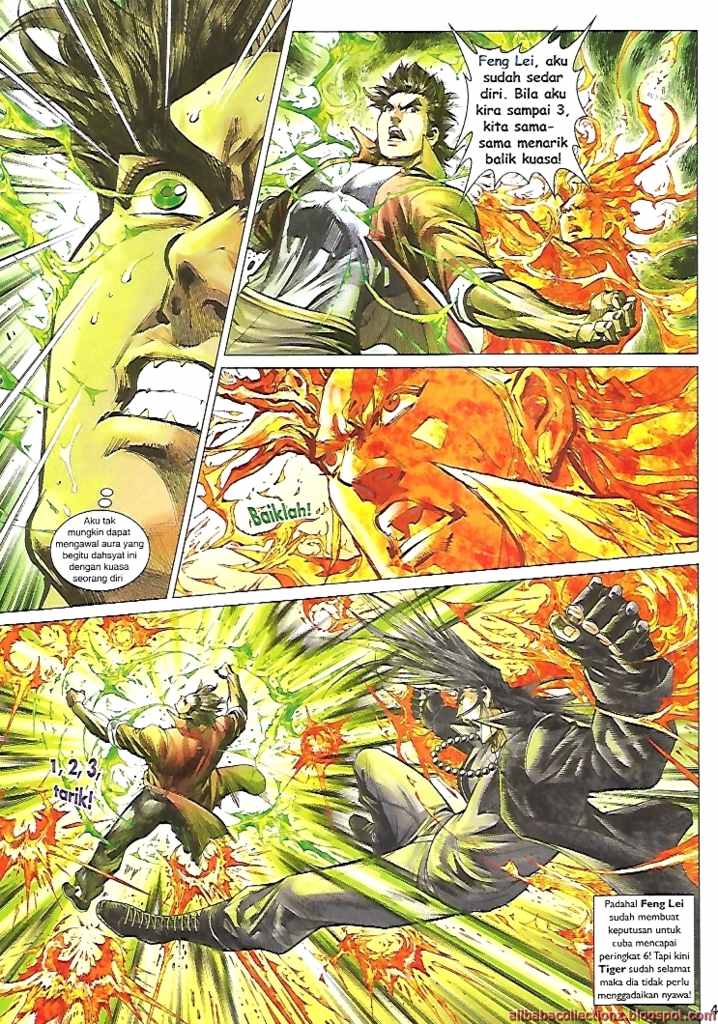 Aku tak
mungkin dapat
mengawal aura yang
begitu dahsyat ini
dengan kuasa
seorang diri
Feng Lei, aku
sudah sedar
diri. Bila aku
kira sampai 3,
kita sama-
sama menarik
balik kuasa!
Baiklah!
1, 2, 3,
tarik!
Padahal Feng Lei
sudah membuat
keputusan untuk
cuba mencapai
peringkat 6! Tapi kini
Tiger sudah selamat
maka dia tidak perlu
menggadaikan nyawa!
4
alibabacollectionz.blogspot.com